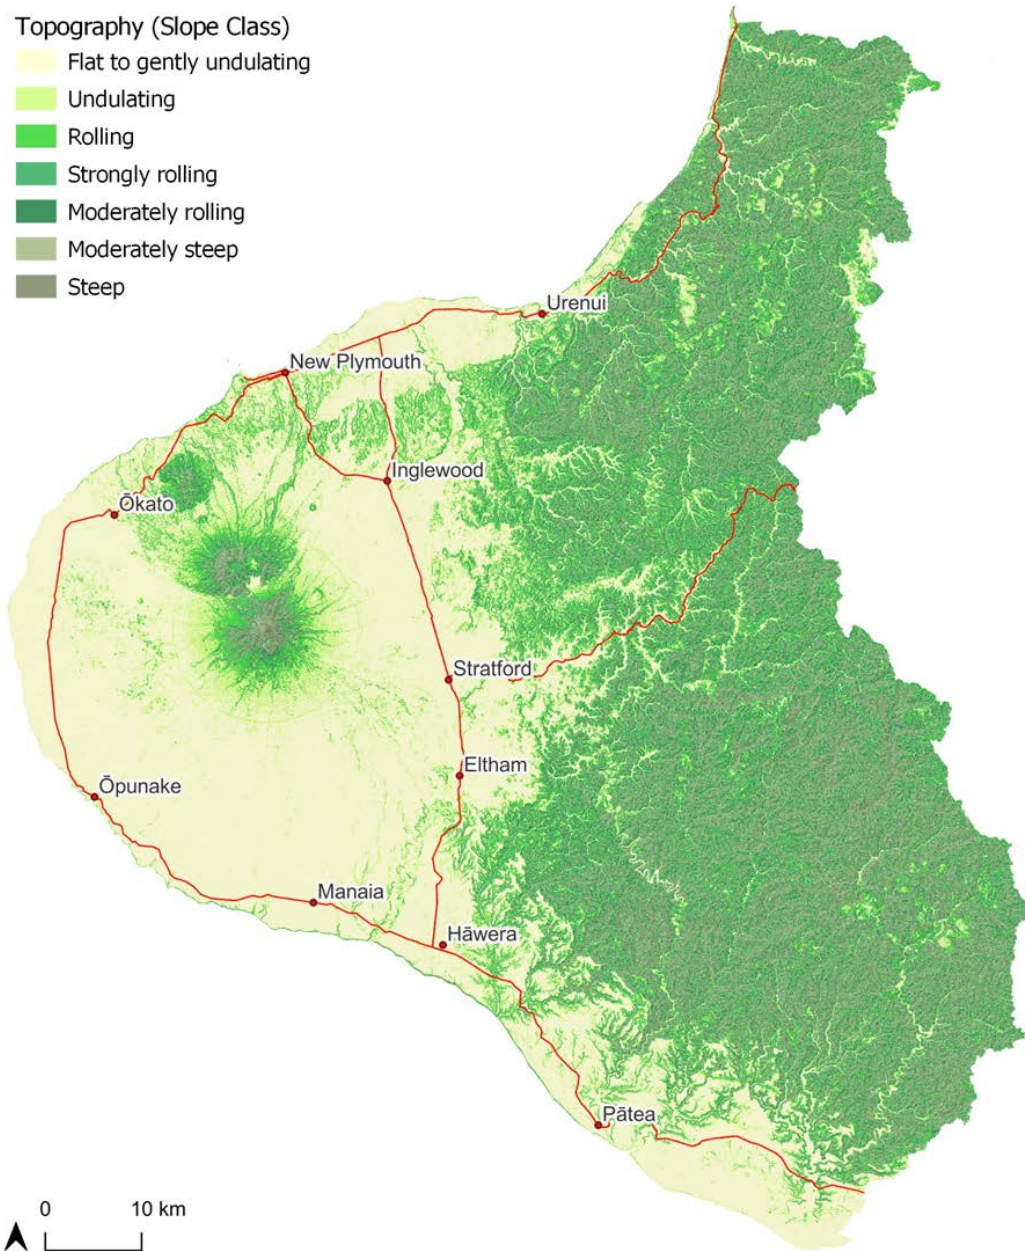 Topography (Slope Class)
Flat to gently undulating
Undulating
Rolling
Strongly rolling
Moderately rolling
Moderately steep
Steep
Urenui
New Plymouth
Inglewood
Ōkato
Stratford
Eltham
Ōpunake
Manaia
Hāwera
Pātea
0 10 km